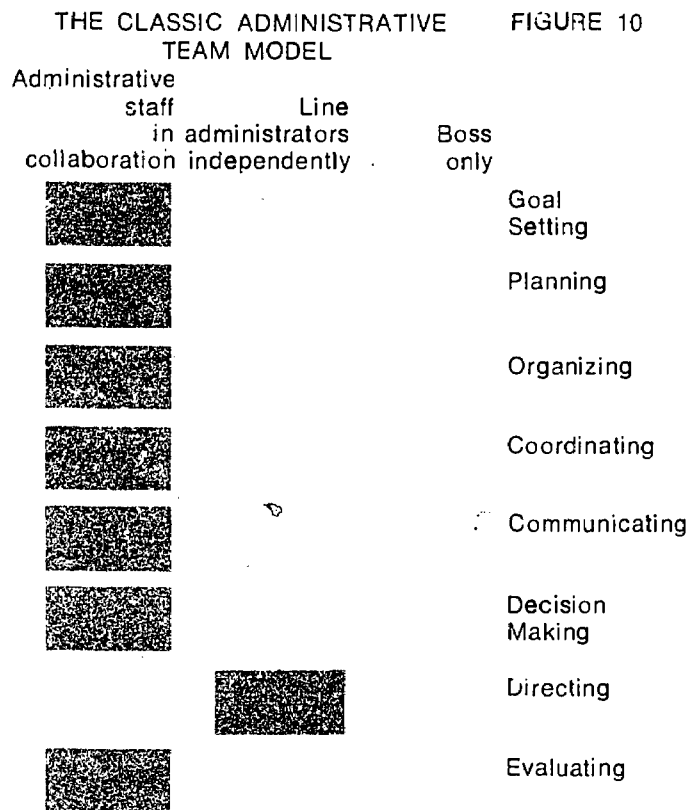 THE CLASSIC ADMINISTRATIVE FIGURE 10
TEAM MODEL
Administrative
staff Line
in administrators Boss
collaboration independently only
Goal
Setting
Planning
Organizing
Coordinating
Communicating
Decision
Making
Directing
Evaluating